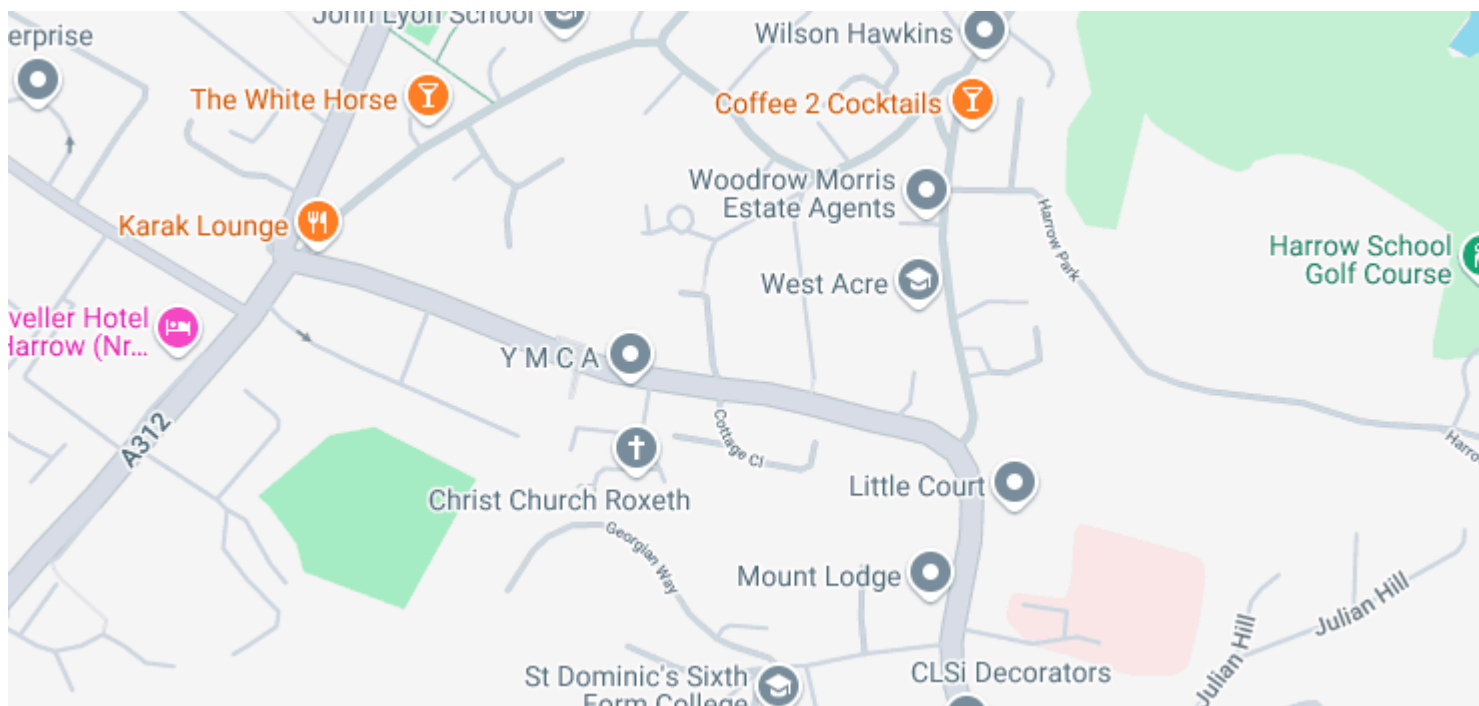 John Lyon School
Wilson Hawkins
erprise
The White Horse
Coffee 2 Cocktails
Woodrow Morris
Estate Agents
Karak Lounge
Harrow Park
Harrow School
Golf Course
West Acre
veller Hotel
Harrow (Nr...
Y M C A
A312
Cottage Cl
Harro
Little Court
Christ Church Roxeth
Georgian Way
Mount Lodge
Julian Hill
Julian Hill
CLSi Decorators
St Dominic's Sixth
Form College